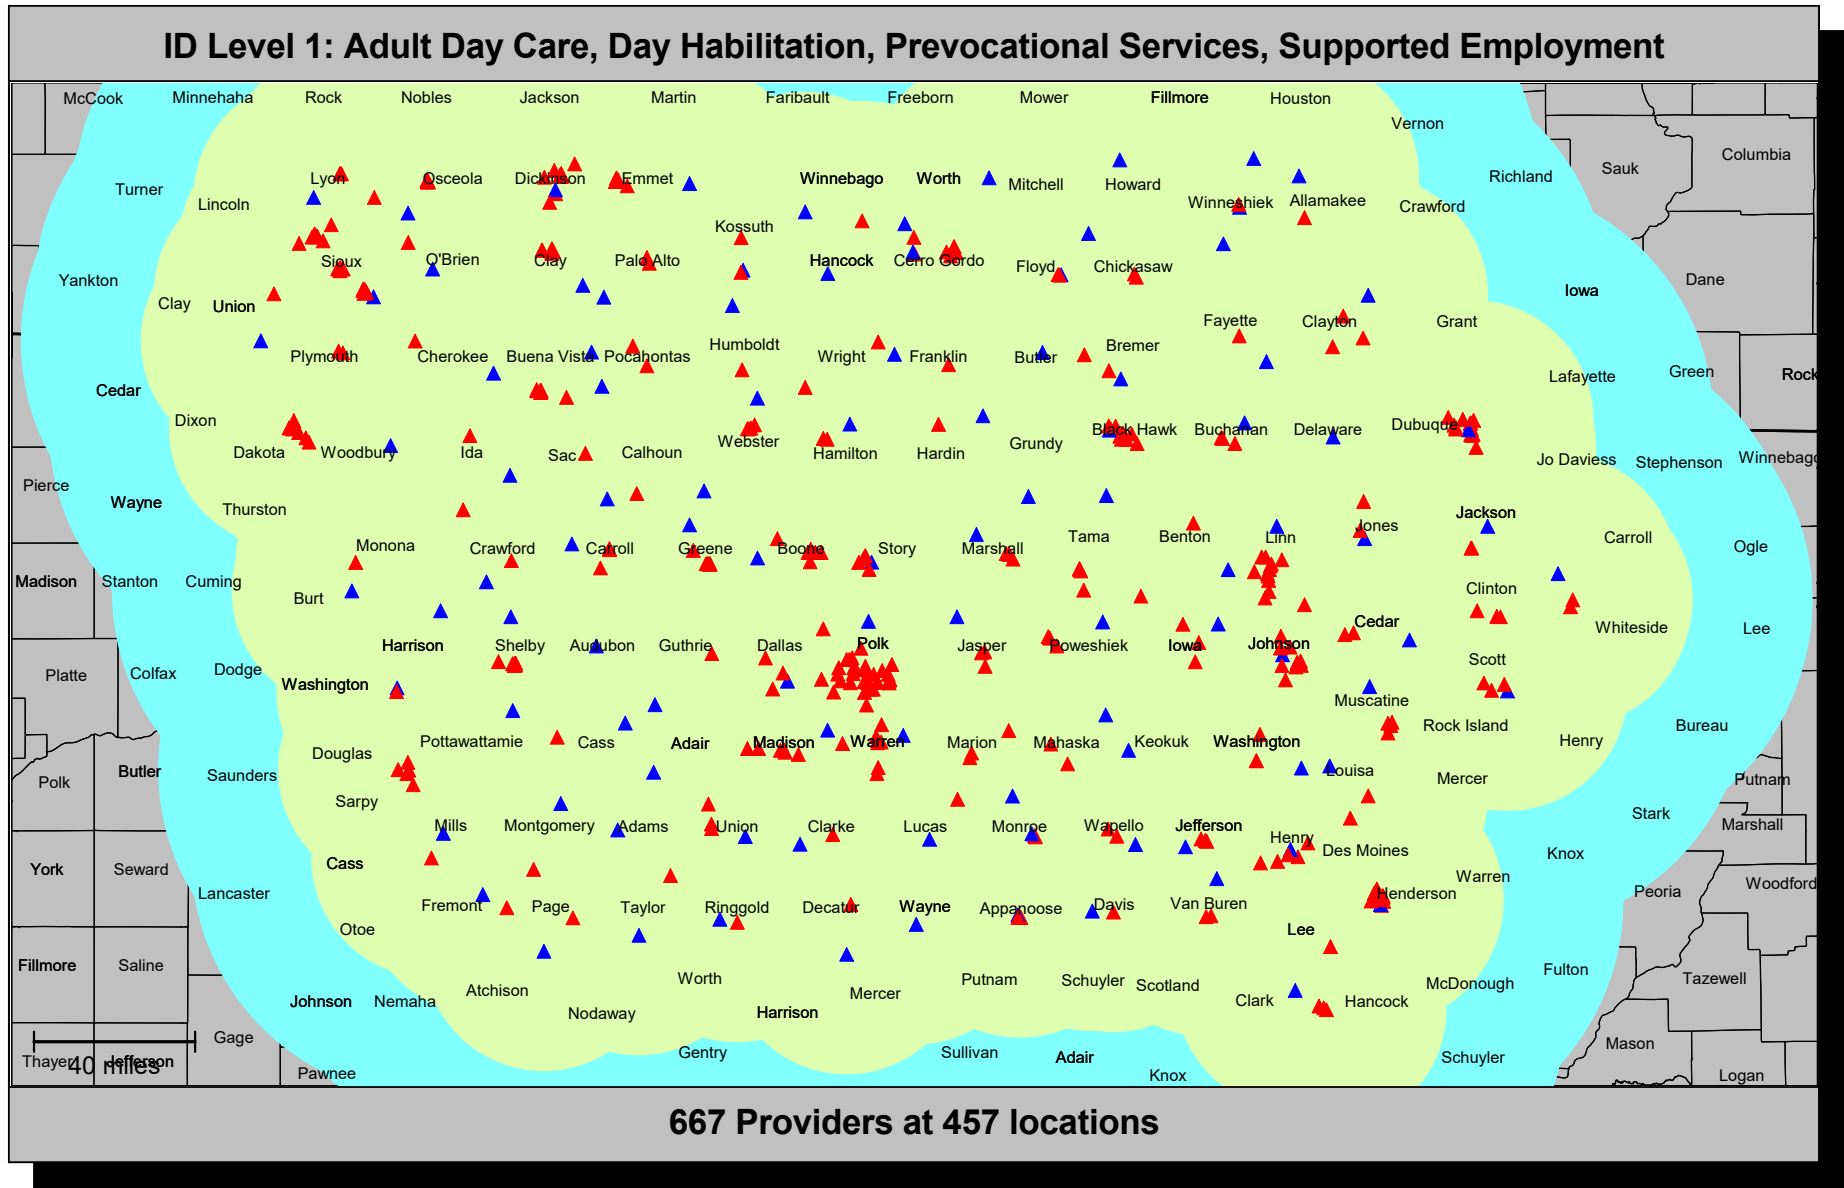 ID Level 1: Adult Day Care, Day Habilitation, Prevocational Services, Supported Employment
McCook Minnehaha Rock Nobles Jackson Martin Faribault Freeborn Mower Fillmore Houston
Vernon
Columbia
Sauk
Richland
Turner Lyon Osceola Dickinson Emmet Winnebago Worth Mitchell Howard
Lincoln Winneshiek Allamakee Crawford
Kossuth
Yankton Sioux O'Brien Clay Palo Alto Hancock Cerro Gordo Floyd Chickasaw Dane
Iowa
Clay Union
Fayette Clayton Grant
Plymouth Cherokee Buena Vista Pocahontas Humboldt Wright Franklin Butler Bremer
Cedar Lafayette Green Rock
Dixon Dubuque
Webster Black Hawk Buchanan Delaware
Dakota Woodbury Ida Sac Calhoun Hamilton Hardin Grundy
Jo Daviess Stephenson Winnebago
Pierce
Wayne Thurston Jackson
Jones
Monona Crawford Carroll Greene Boone Story Marshall Tama Benton Linn Carroll Ogle
Madison Stanton Cuming
Burt Clinton
Cedar Whiteside Lee
Harrison Shelby Audubon Guthrie Dallas Polk Jasper Poweshiek Iowa Johnson
Scott
Platte Colfax Dodge
Washington
Muscatine
Rock Island Bureau
Douglas Pottawattamie Cass Adair Madison Warren Marion Mahaska Keokuk Washington Henry
Polk Butler Saunders Louisa Mercer Putnam
Sarpy
Mills Montgomery Adams Union Clarke Lucas Monroe Wapello Jefferson Stark Marshall
Henry
Des Moines Knox
York Seward Cass
Warren
Lancaster Henderson Peoria Woodford
Fremont Page Taylor Ringgold Decatur Wayne Appanoose Davis Van Buren
Otoe Lee
Fillmore Saline Fulton
Worth Putnam Schuyler Scotland McDonough Tazewell
Johnson Nemaha Atchison Mercer Clark Hancock
Nodaway Harrison
Gage Mason
Gentry Sullivan Adair Schuyler
Thayer Jefferson
40 miles
Pawnee Knox Logan
667 Providers at 457 locations